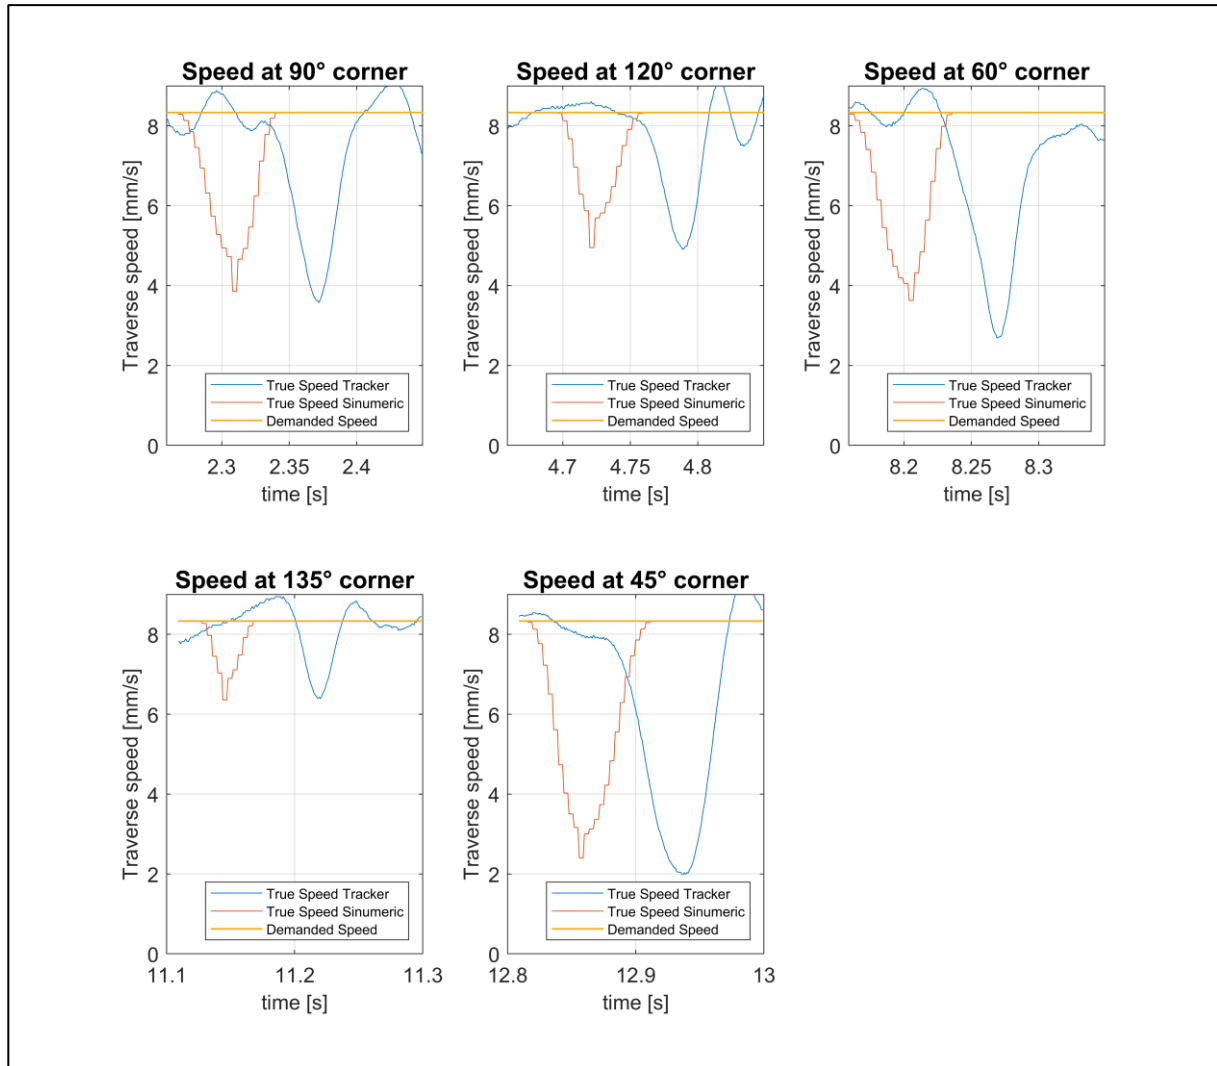 Speed at 90° corner
Traverse speed [mm/s]
8
6
4
2
0
2.3 2.35 2.4
time [s]
True Speed Tracker
True Speed Sinumeric
Demanded Speed
Speed at 120° corner
Traverse speed [mm/s]
8
6
4
2
0
4.7 4.75 4.8
time [s]
True Speed Tracker
True Speed Sinumeric
Demanded Speed
Speed at 60° corner
Traverse speed [mm/s]
8
6
4
2
0
8.2 8.25 8.3
time [s]
True Speed Tracker
True Speed Sinumeric
Demanded Speed
Speed at 135° corner
Traverse speed [mm/s]
8
6
4
2
0
11.1 11.2 11.3
time [s]
True Speed Tracker
True Speed Sinumeric
Demanded Speed
Speed at 45° corner
Traverse speed [mm/s]
8
6
4
2
0
12.8 12.9 13
time [s]
True Speed Tracker
True Speed Sinumeric
Demanded Speed